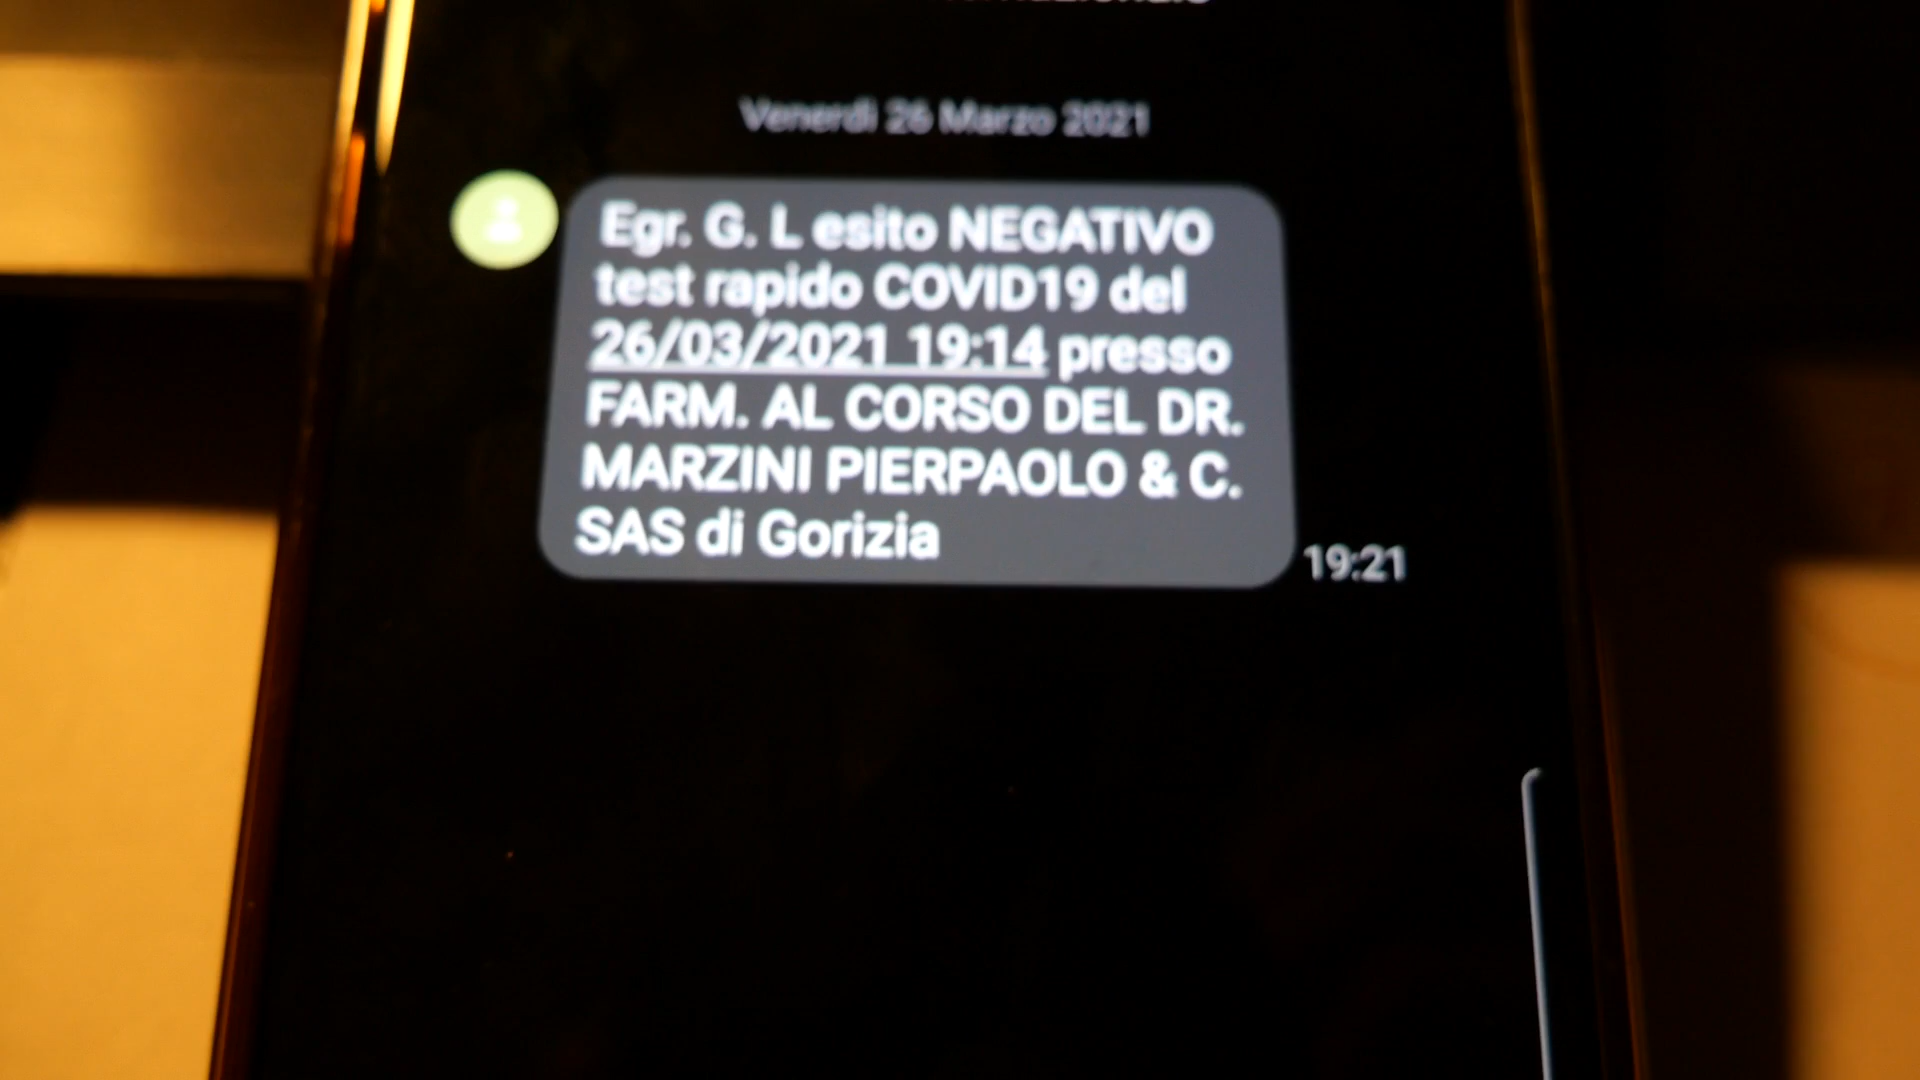 Venerdì 26 Marzo 2021
Egr. G. L esito NEGATIVO
test rapido COVID19 del
26/03/2021 19:14 presso
FARM. AL CORSO DEL DR.
MARZINI PIERPAOLO & C.
SAS di Gorizia
19:21